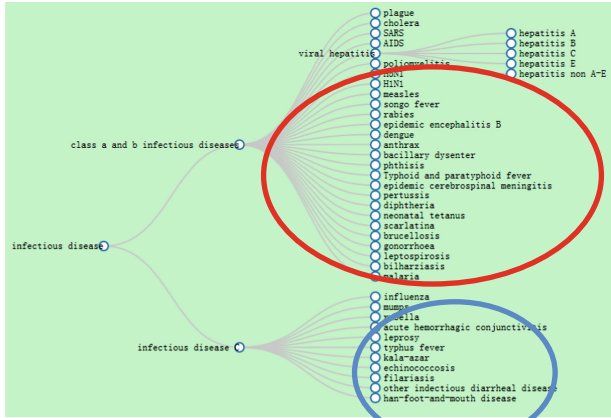 plague
cholera
SARS
AIDS
viral hepatitis
hepatitis A
hepatitis B
hepatitis C
hepatitis E
hepatitis non A-E
poliomyelitis
H5N1
H1N1
measles
songo fever
rabies
epidemic encephalitis B
dengue
class a and b infectious diseases
anthrax
bacillary dysenter
phthisis
Typhoid and paratyphoid fever
epidemic cerebrospinal meningitis
pertussis
diphtheria
neonatal tetanus
scarlatina
brucellosis
infectious disease
gonorrhoea
leptospirosis
bilharziasis
malaria
influenza
mumps
rubella
acute hemorrhagic conjunctivitis
leprosy
infectious disease C
typhus fever
kala-azar
echinococcosis
filariasis
other indectious diarrheal disease
han-foot-and-mouth disease